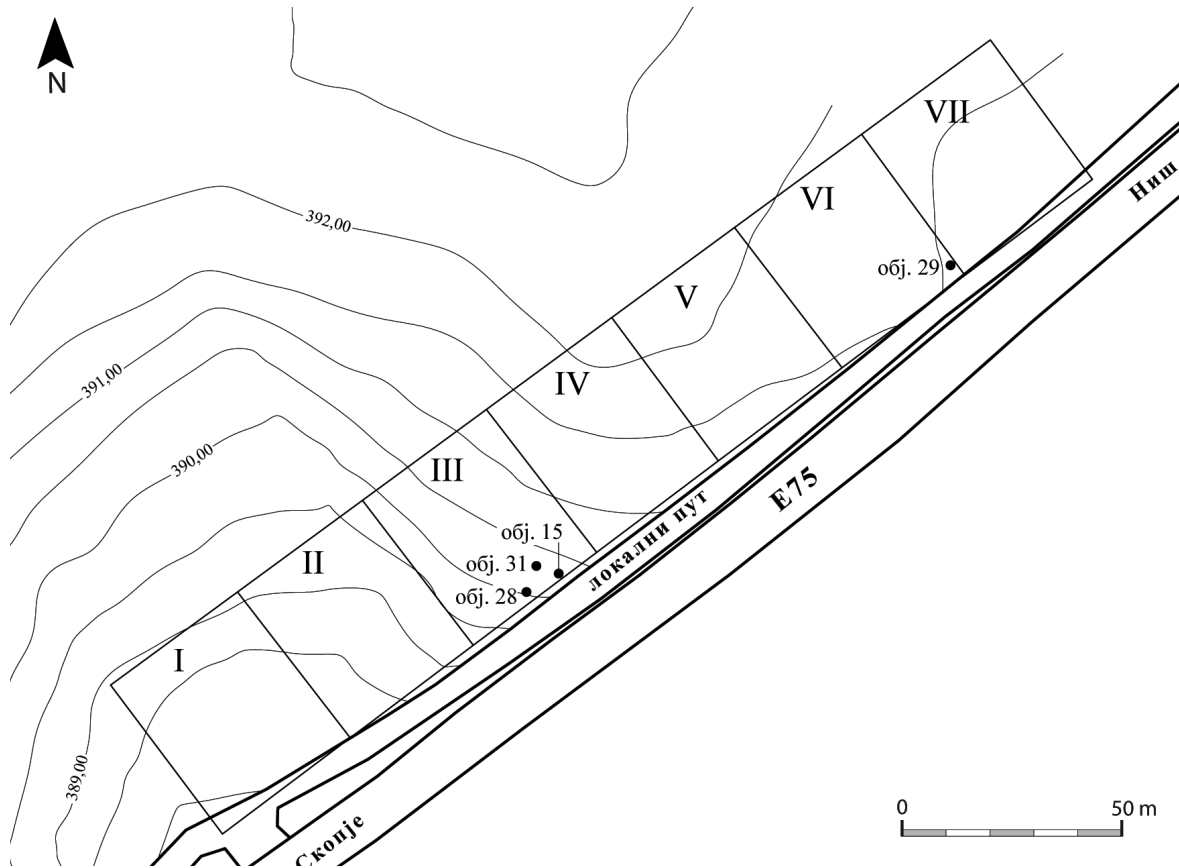 N
VII
Ниш
VI
392,00
обј. 29
V
IV
391,00
III
390,00
E75
локални пут
обј. 15
II
обј. 31
обј. 28
I
389,00
0
50 m
Скопје